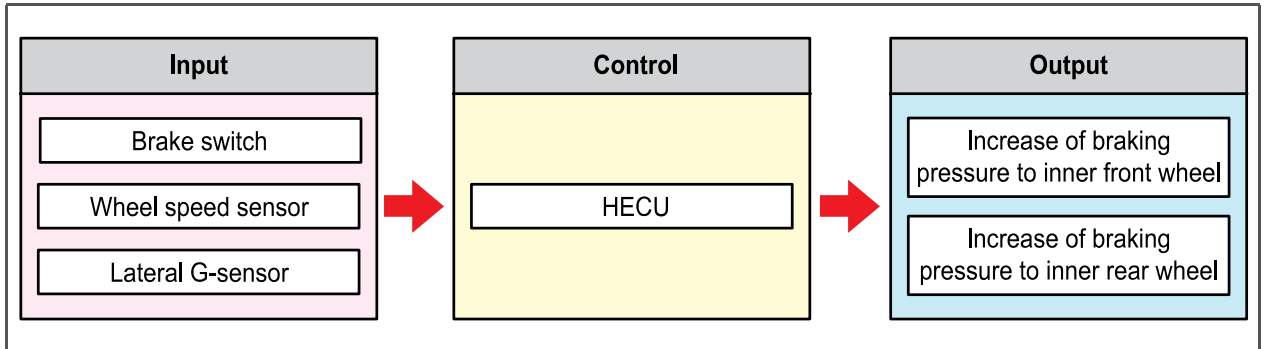 Input
Brake switch
Wheel speed sensor
Lateral G-sensor
Control
HECU
Output
Increase of braking
pressure to inner front wheel
Increase of braking
pressure to inner rear wheel